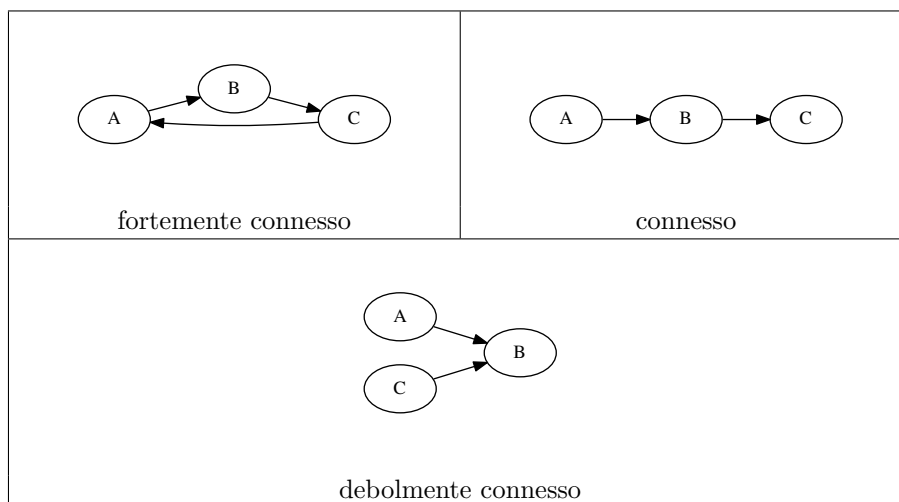 A B C
fortemente connesso
A B C
connesso
A
B
C
debolmente connesso